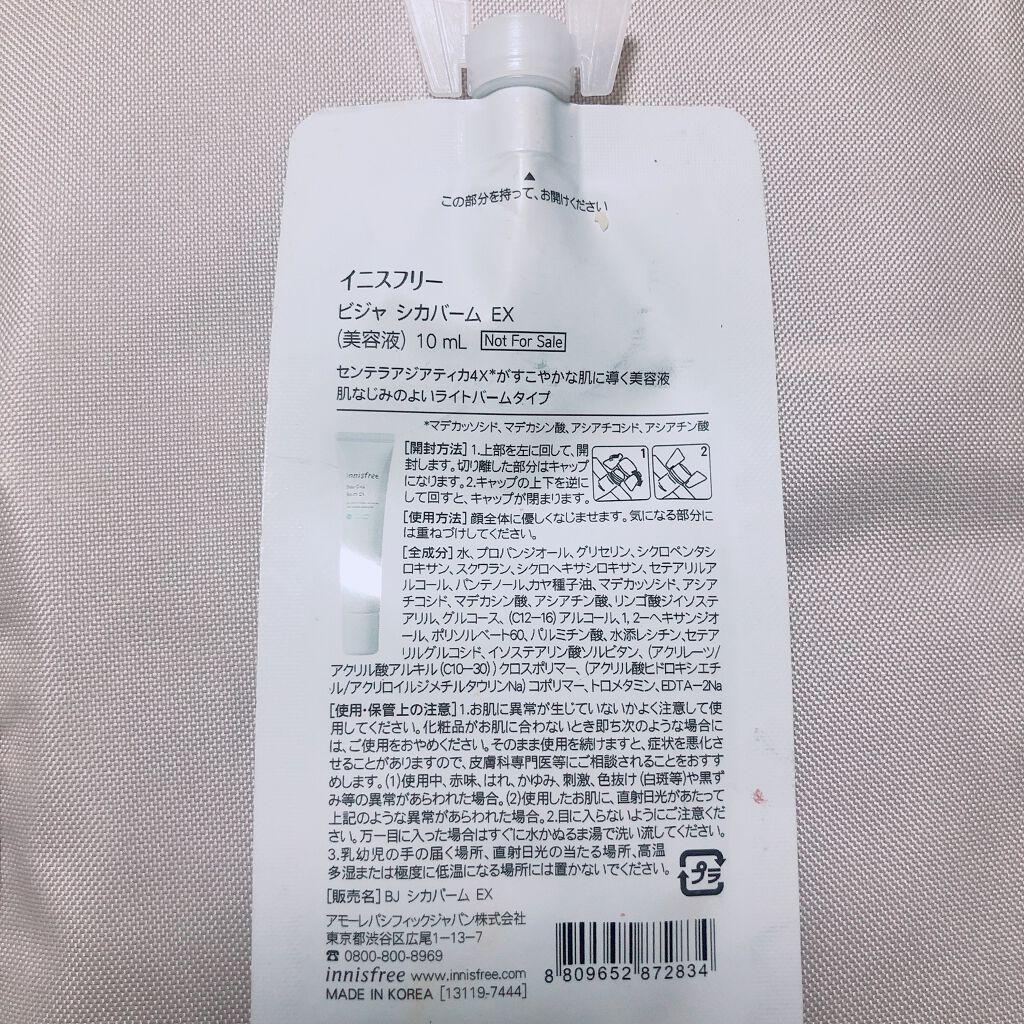 この部分を持って、お開けください
イニスフリー
ビジャ シカバーム EX
(美容液) 10 mL Not For Sale
センテラアジアティカ4X*がすこやかな肌に導く美容液
肌なじみのよいライトバームタイプ
*マデカッソシド、マデカシン酸、アシアチコシド、アシアチン酸
innisfree
[開封方法] 1.上部を左に回して、開
封します。切り離した部分はキャップ
になります。2.キャップの上下を逆に
して回すと、キャップが閉まります。
1 2
[使用方法] 顔全体に優しくなじませます。気になる部分に
は重ねづけしてください。
[全成分] 水、プロパンジオール、グリセリン、シクロペンタシ
ロキサン、スクワラン、シクロヘキサシロキサン、セテアリルア
ルコール、パンテノール、カヤ種子油、マデカッソシド、アシア
チコシド、マデカシン酸、アシアチン酸、リンゴ酸ジイソステ
アリル、グルコース、(C12-16)アルコール、1,2-ヘキサンジオ
ール、ポリソルベート60、パルミチン酸、水添レシチン、セテア
リルグルコシド、イソステアリン酸ソルビタン、(アクリレーツ/
アクリル酸アルキル(C10-30))クロスポリマー、(アクリル酸ヒドロキシエチ
ル/アクリロイルジメチルタウリンNa)コポリマー、トロメタミン、EDTA-2Na
[使用・保管上の注意] 1.お肌に異常が生じていないかよく注意して使
用してください。化粧品がお肌に合わないとき即ち次のような場合に
は、ご使用をおやめください。そのまま使用を続けますと、症状を悪化さ
せることがありますので、皮膚科専門医等にご相談されることをおすす
めします。(1)使用中、赤味、はれ、かゆみ、刺激、色抜け(白斑等)や黒ず
み等の異常があらわれた場合。(2)使用したお肌に、直射日光があたって
上記のような異常があらわれた場合。2.目に入らないようにご注意くだ
さい。万一目に入った場合はすぐに水かぬるま湯で洗い流してください。
3.乳幼児の手の届く場所、直射日光の当たる場所、高温
多湿または極度に低温になる場所には置かないでください。
プラ
[販売名] BJ シカバーム EX
アモーレパシフィックジャパン株式会社
東京都渋谷区広尾1-13-7
☎ 0800-800-8969
innisfree www.innisfree.com
MADE IN KOREA [13119-7444]
8 809652 872834